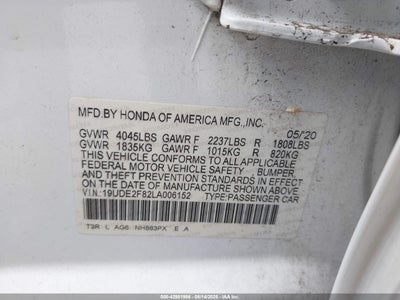 MFD.BY HONDA OF AMERICA MFG.,INC. 05/20
GVWR 4045LBS GAWR F 2237LBS R 1808LBS
GVWR 1835KG GAWR F 1015KG R 820KG
THIS VEHICLE CONFORMS TO ALL APPLICABLE
FEDERAL MOTOR VEHICLE SAFETY, BUMPER,
AND THEFT PREVENTION STANDARDS IN EFFECT
ON THE DATE OF MANUFACTURE SHOWN ABOVE.
V.I.N: 19UDE2F82LA006152 TYPE:PASSENGER CAR
AG6 NH883PX E A